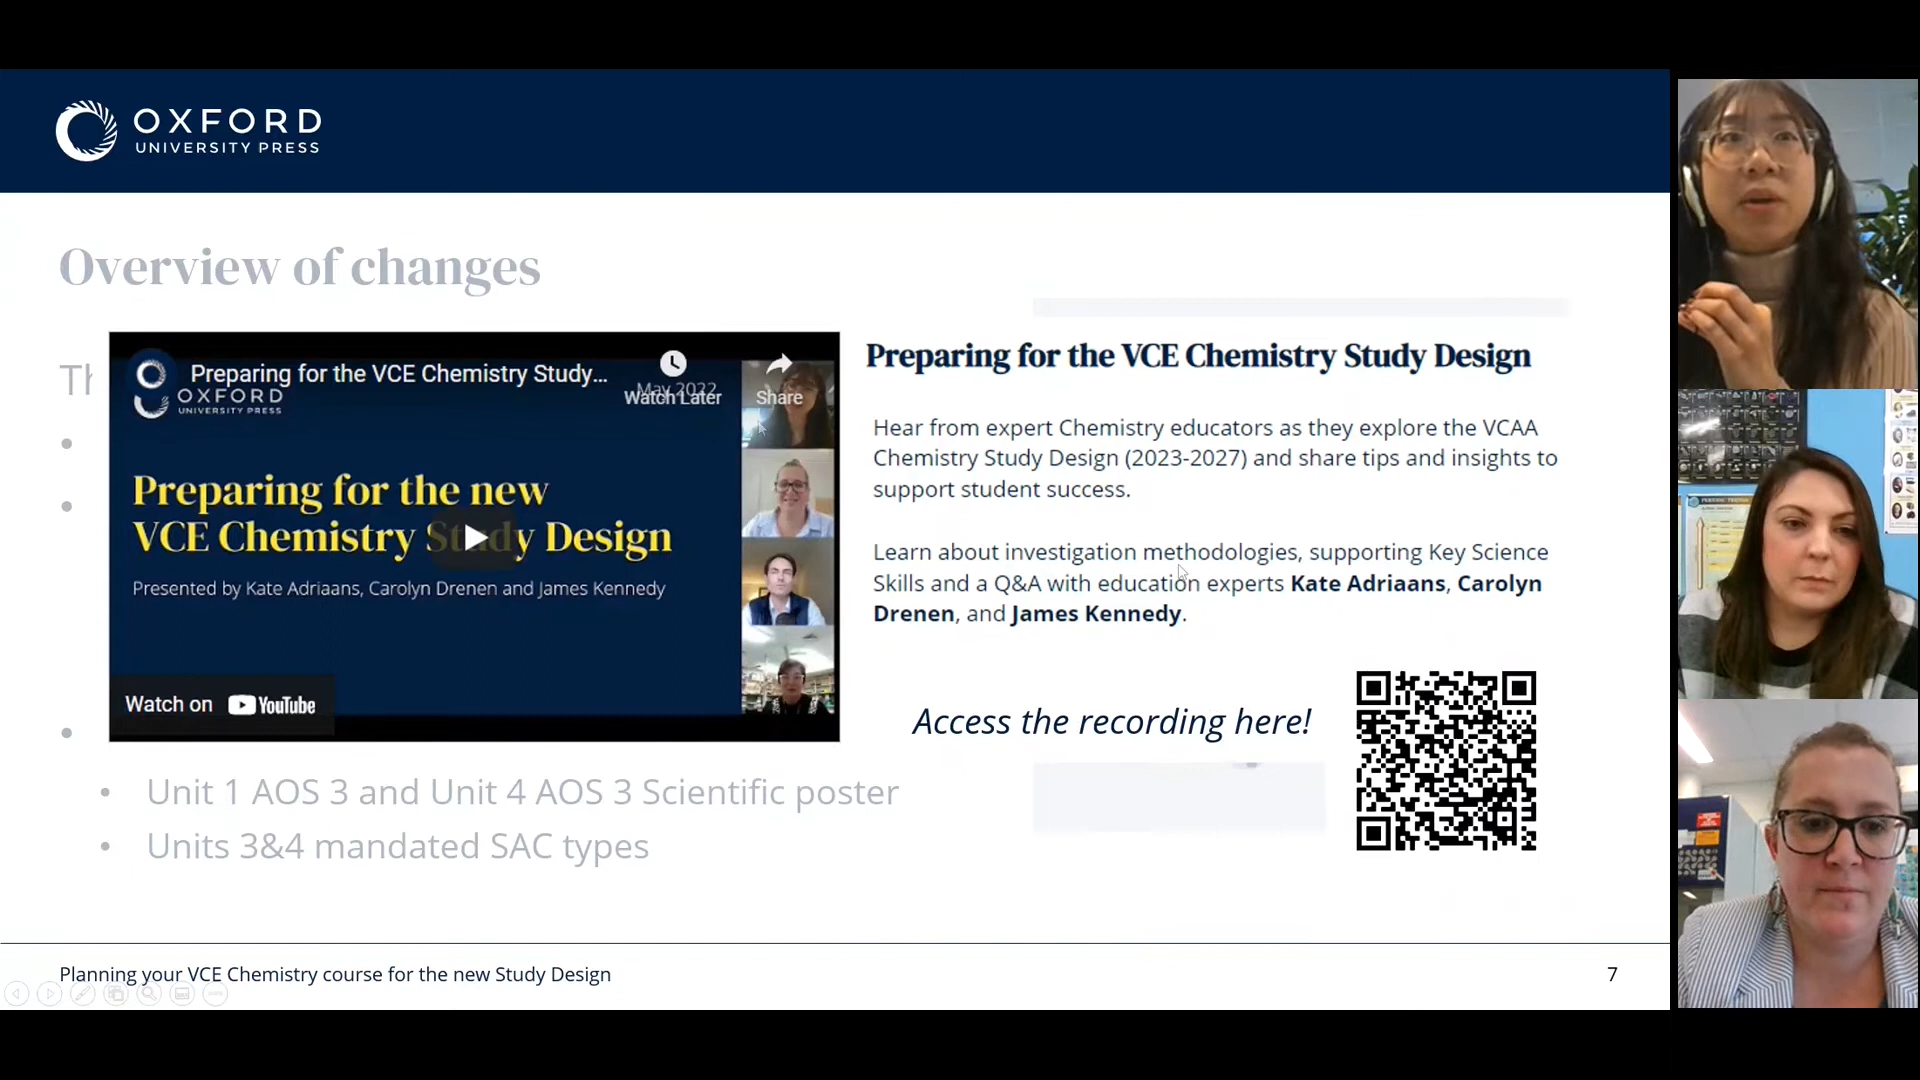 OXFORD
UNIVERSITY PRESS
Overview of changes
Th
Preparing for the VCE Chemistry Study...
Watch Later
Share
May 2022
OXFORD
UNIVERSITY PRESS
Preparing for the new
VCE Chemistry Study Design
Presented by Kate Adriaans, Carolyn Drenen and James Kennedy
Watch on YouTube
Preparing for the VCE Chemistry Study Design
Hear from expert Chemistry educators as they explore the VCAA
Chemistry Study Design (2023-2027) and share tips and insights to
support student success.
Learn about investigation methodologies, supporting Key Science
Skills and a Q&A with education experts Kate Adriaans, Carolyn
Drenen, and James Kennedy.
Access the recording here!
• Unit 1 AOS 3 and Unit 4 AOS 3 Scientific poster
• Units 3&4 mandated SAC types
Planning your VCE Chemistry course for the new Study Design
7